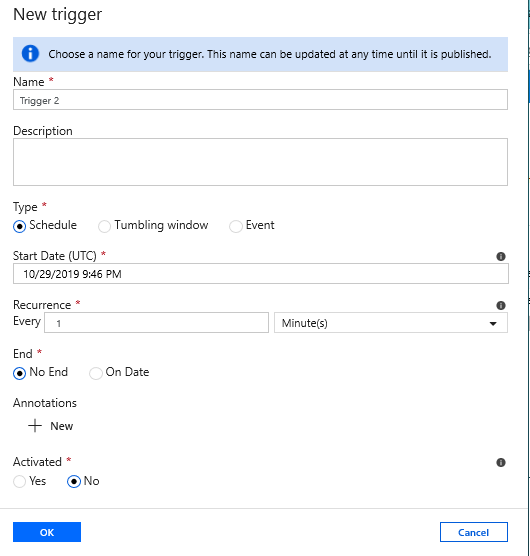 New trigger
Choose a name for your trigger. This name can be updated at any time until it is published.
Name *
Trigger 2
Description
Type *
Schedule Tumbling window Event
Start Date (UTC) *
10/29/2019 9:46 PM
Recurrence *
Every 1 Minute(s)
End *
No End On Date
Annotations
New
Activated *
Yes No
OK Cancel